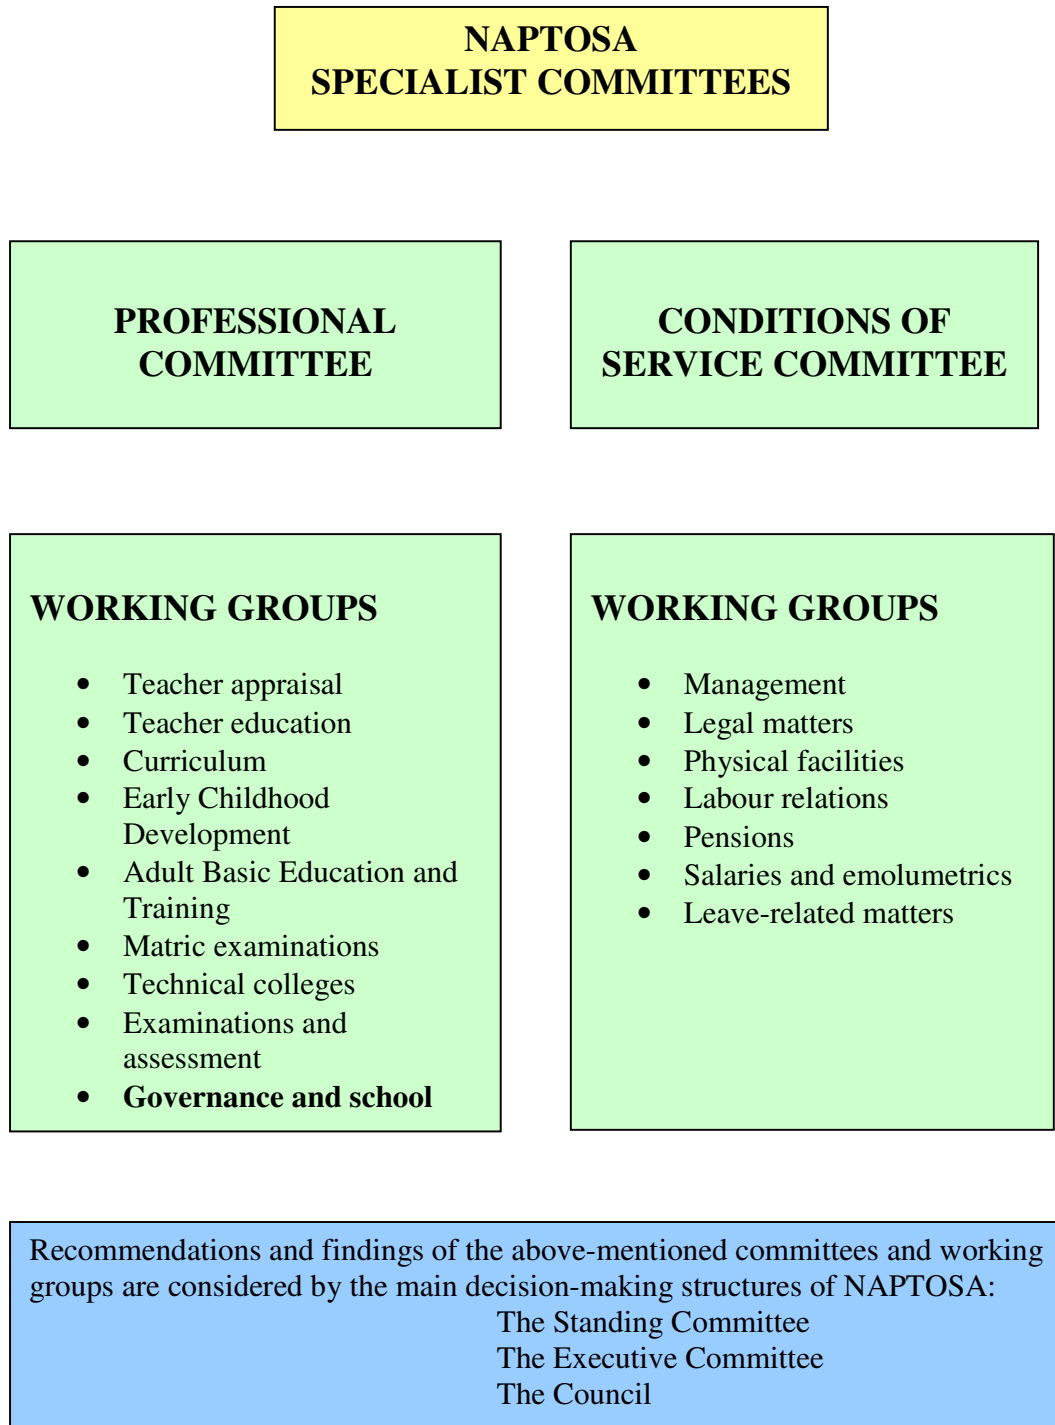 NAPTOSA
SPECIALIST COMMITTEES
PROFESSIONAL
COMMITTEE
CONDITIONS OF
SERVICE COMMITTEE
WORKING GROUPS
• Teacher appraisal
• Teacher education
• Curriculum
• Early Childhood
Development
• Adult Basic Education and
Training
• Matric examinations
• Technical colleges
• Examinations and
assessment
• Governance and school
WORKING GROUPS
• Management
• Legal matters
• Physical facilities
• Labour relations
• Pensions
• Salaries and emolumetrics
• Leave-related matters
Recommendations and findings of the above-mentioned committees and working
groups are considered by the main decision-making structures of NAPTOSA:
The Standing Committee
The Executive Committee
The Council